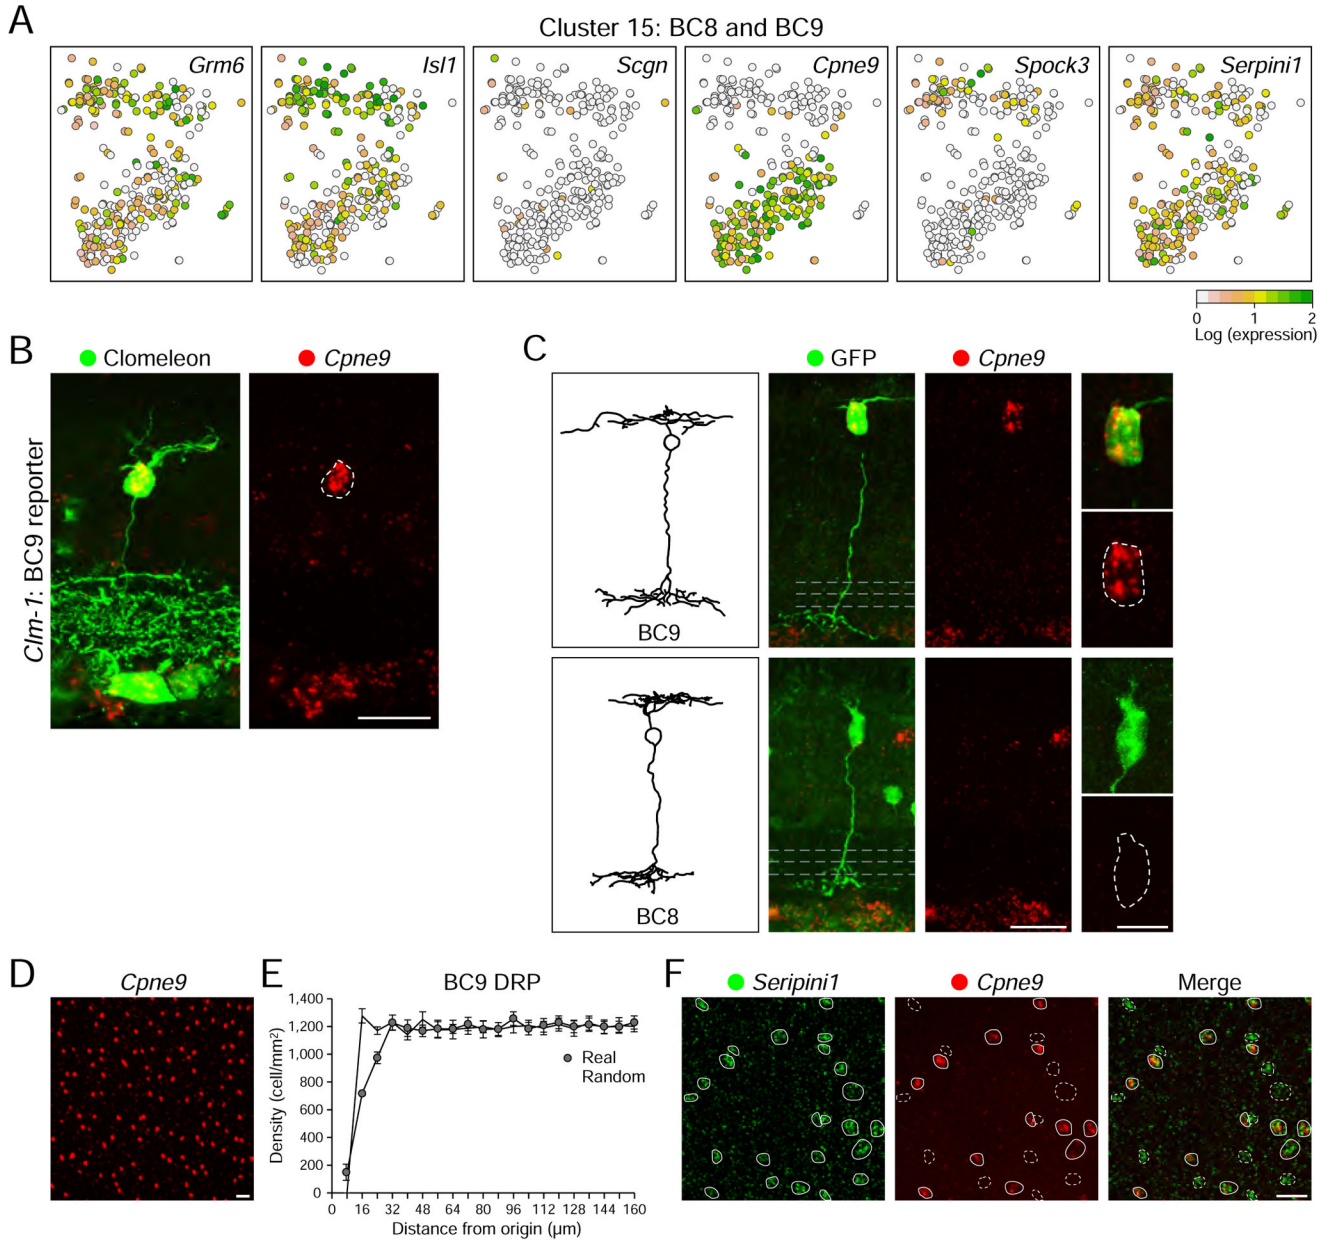 A
Cluster 15: BC8 and BC9
Grm6
Isl1
Scgn
Cpne9
Spock3
Serpini1
0 1 2
Log (expression)
B
Clomeleon
Cpne9
Clm-1: BC9 reporter
C
GFP
Cpne9
BC9
BC8
D
Cpne9
E
BC9 DRP
Density (cell/mm²)
1,400
1,200
1,000
800
600
400
200
0
Real
Random
0 16 32 48 64 80 96 112 128 144 160
Distance from origin (µm)
F
Seripini1
Cpne9
Merge